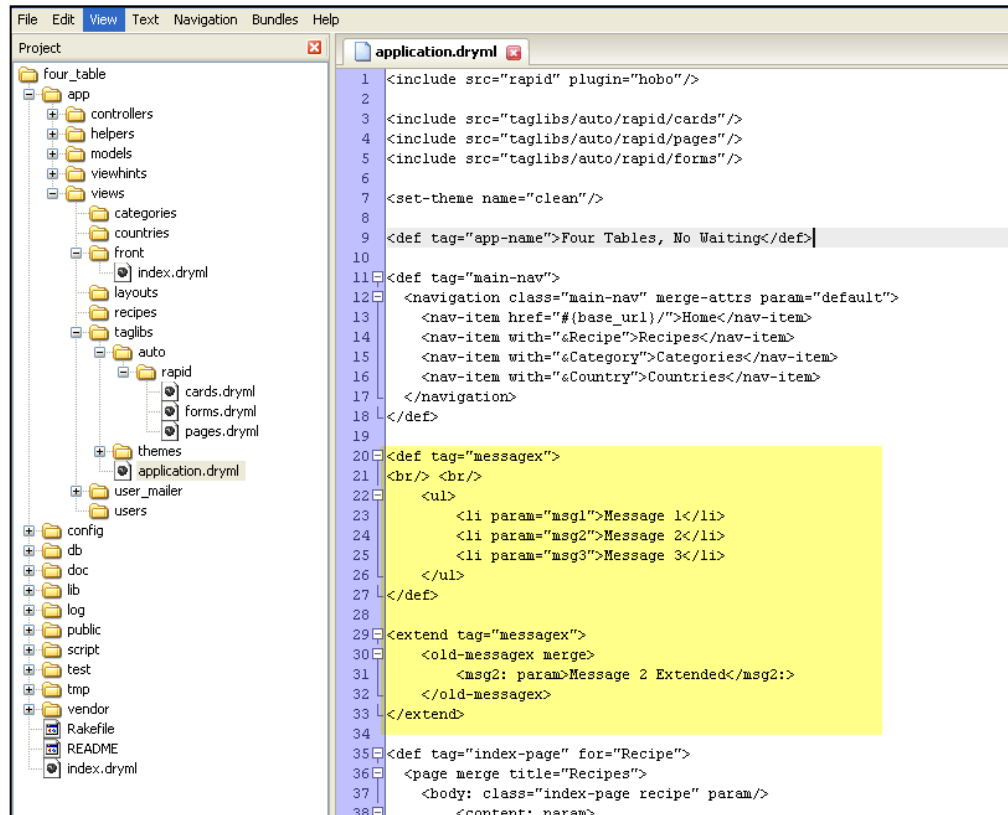 File Edit View Text Navigation Bundles Help
Project
four_table
app
controllers
helpers
models
viewhints
views
categories
countries
front
index.dryml
layouts
recipes
taglibs
auto
rapid
cards.dryml
forms.dryml
pages.dryml
themes
application.dryml
user_mailer
users
config
db
doc
lib
log
public
script
test
tmp
vendor
Rakefile
README
index.dryml
application.dryml
1 <include src="rapid" plugin="hobo"/>
2
3 <include src="taglibs/auto/rapid/cards"/>
4 <include src="taglibs/auto/rapid/pages"/>
5 <include src="taglibs/auto/rapid/forms"/>
6
7 <set-theme name="clean"/>
8
9 <def tag="app-name">Four Tables, No Waiting</def>
10
11 <def tag="main-nav">
12 <navigation class="main-nav" merge-attrs param="default">
13 <nav-item href="#{base_url}/">Home</nav-item>
14 <nav-item with="&Recipe">Recipes</nav-item>
15 <nav-item with="&Category">Categories</nav-item>
16 <nav-item with="&Country">Countries</nav-item>
17 </navigation>
18 </def>
19
20 <def tag="messagex">
21 <br/> <br/>
22 <ul>
23 <li param="msg1">Message 1</li>
24 <li param="msg2">Message 2</li>
25 <li param="msg3">Message 3</li>
26 </ul>
27 </def>
28
29 <extend tag="messagex">
30 <old-messagex merge>
31 <msg2: param>Message 2 Extended</msg2:>
32 </old-messagex>
33 </extend>
34
35 <def tag="index-page" for="Recipe">
36 <page merge title="Recipes">
37 <body: class="index-page recipe" param/>
38 <content: param>